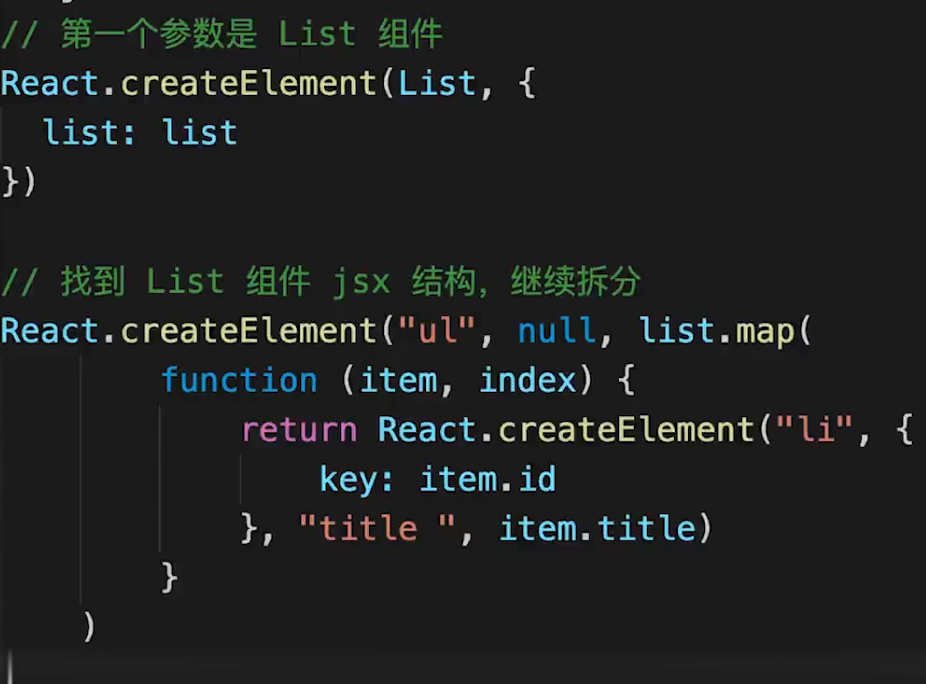 // 第一个参数是 List 组件
React.createElement(List, {
  list: list
})

// 找到 List 组件 jsx 结构，继续拆分
React.createElement("ul", null, list.map(
        function (item, index) {
            return React.createElement("li", {
                key: item.id
            }, "title ", item.title)
        }
    )